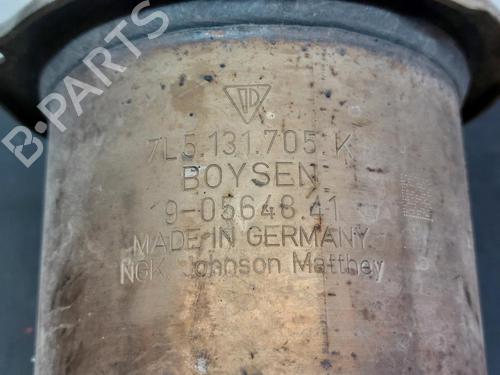 B-PARTS
7L5.131.705.K
BOYSEN
9-05648.41
MADE IN GERMANY
NGK Johnson Matthey